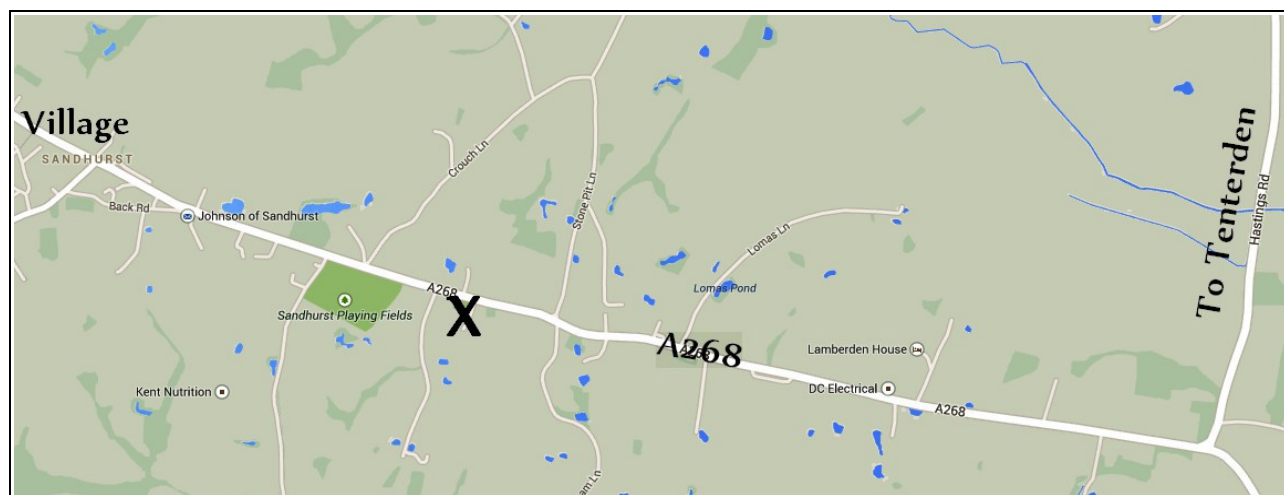 Village
SANDHURST
Back Rd
Johnson of Sandhurst
Crouch Ln
Stone Pit Ln
Lomas Ln
Lomas Pond
A268
X
Sandhurst Playing Fields
Kent Nutrition
A268
Lamberden House
DC Electrical
A268
To Tenterden
Hastings Rd